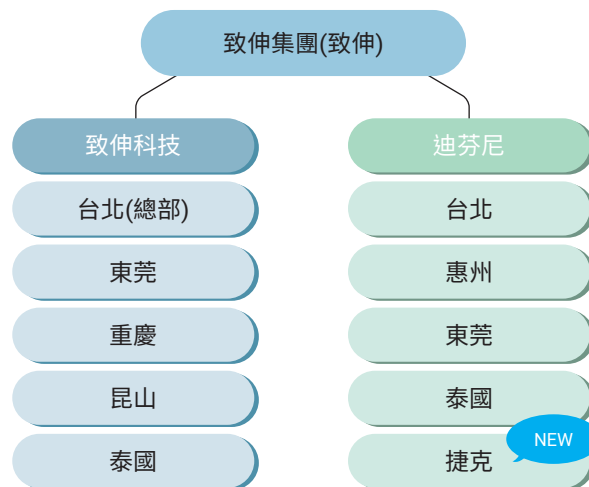 致伸集團(致伸)
致伸科技
台北(總部)
東莞
重慶
昆山
泰國
迪芬尼
台北
惠州
東莞
泰國
捷克
NEW